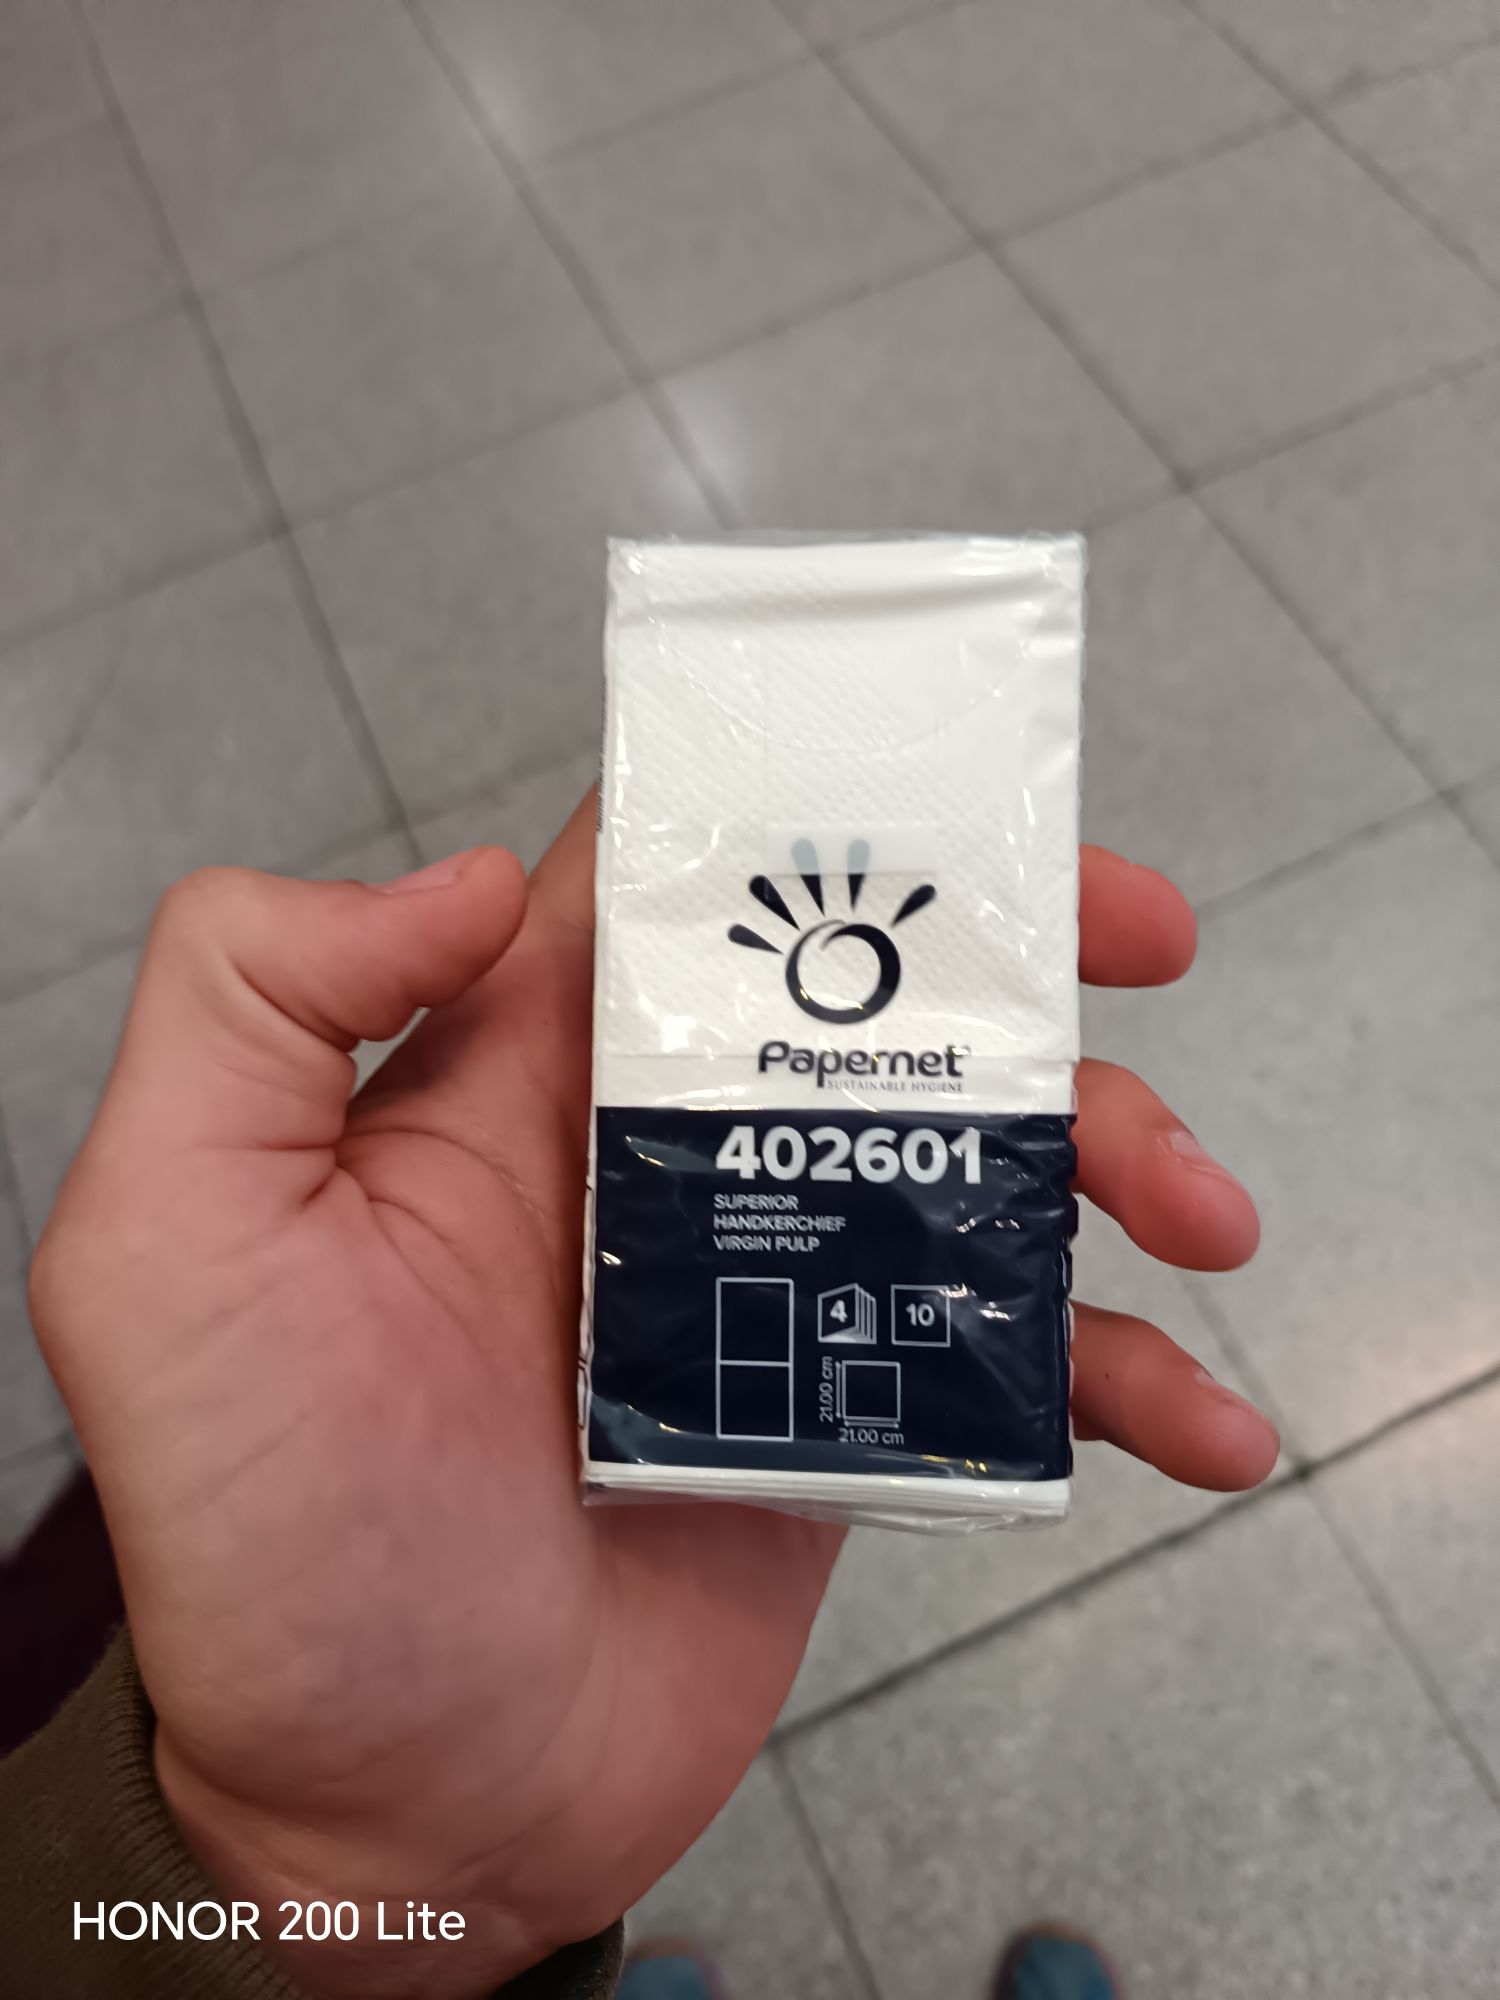 Papernet
SUSTAINABLE HYGIENE
402601
SUPERIOR
HANDKERCHIEF
VIRGIN PULP
4
10
21.00 cm
21.00 cm
HONOR 200 Lite